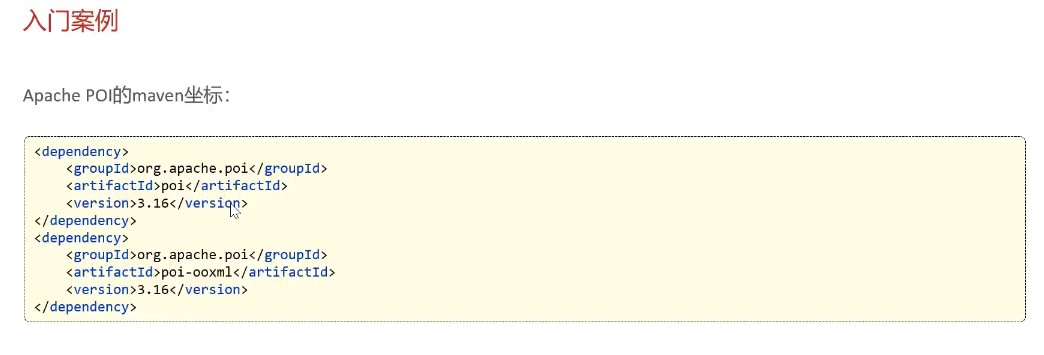 入门案例
Apache POI的maven坐标：
<dependency>
    <groupId>org.apache.poi</groupId>
    <artifactId>poi</artifactId>
    <version>3.16</version>
</dependency>
<dependency>
    <groupId>org.apache.poi</groupId>
    <artifactId>poi-ooxml</artifactId>
    <version>3.16</version>
</dependency>